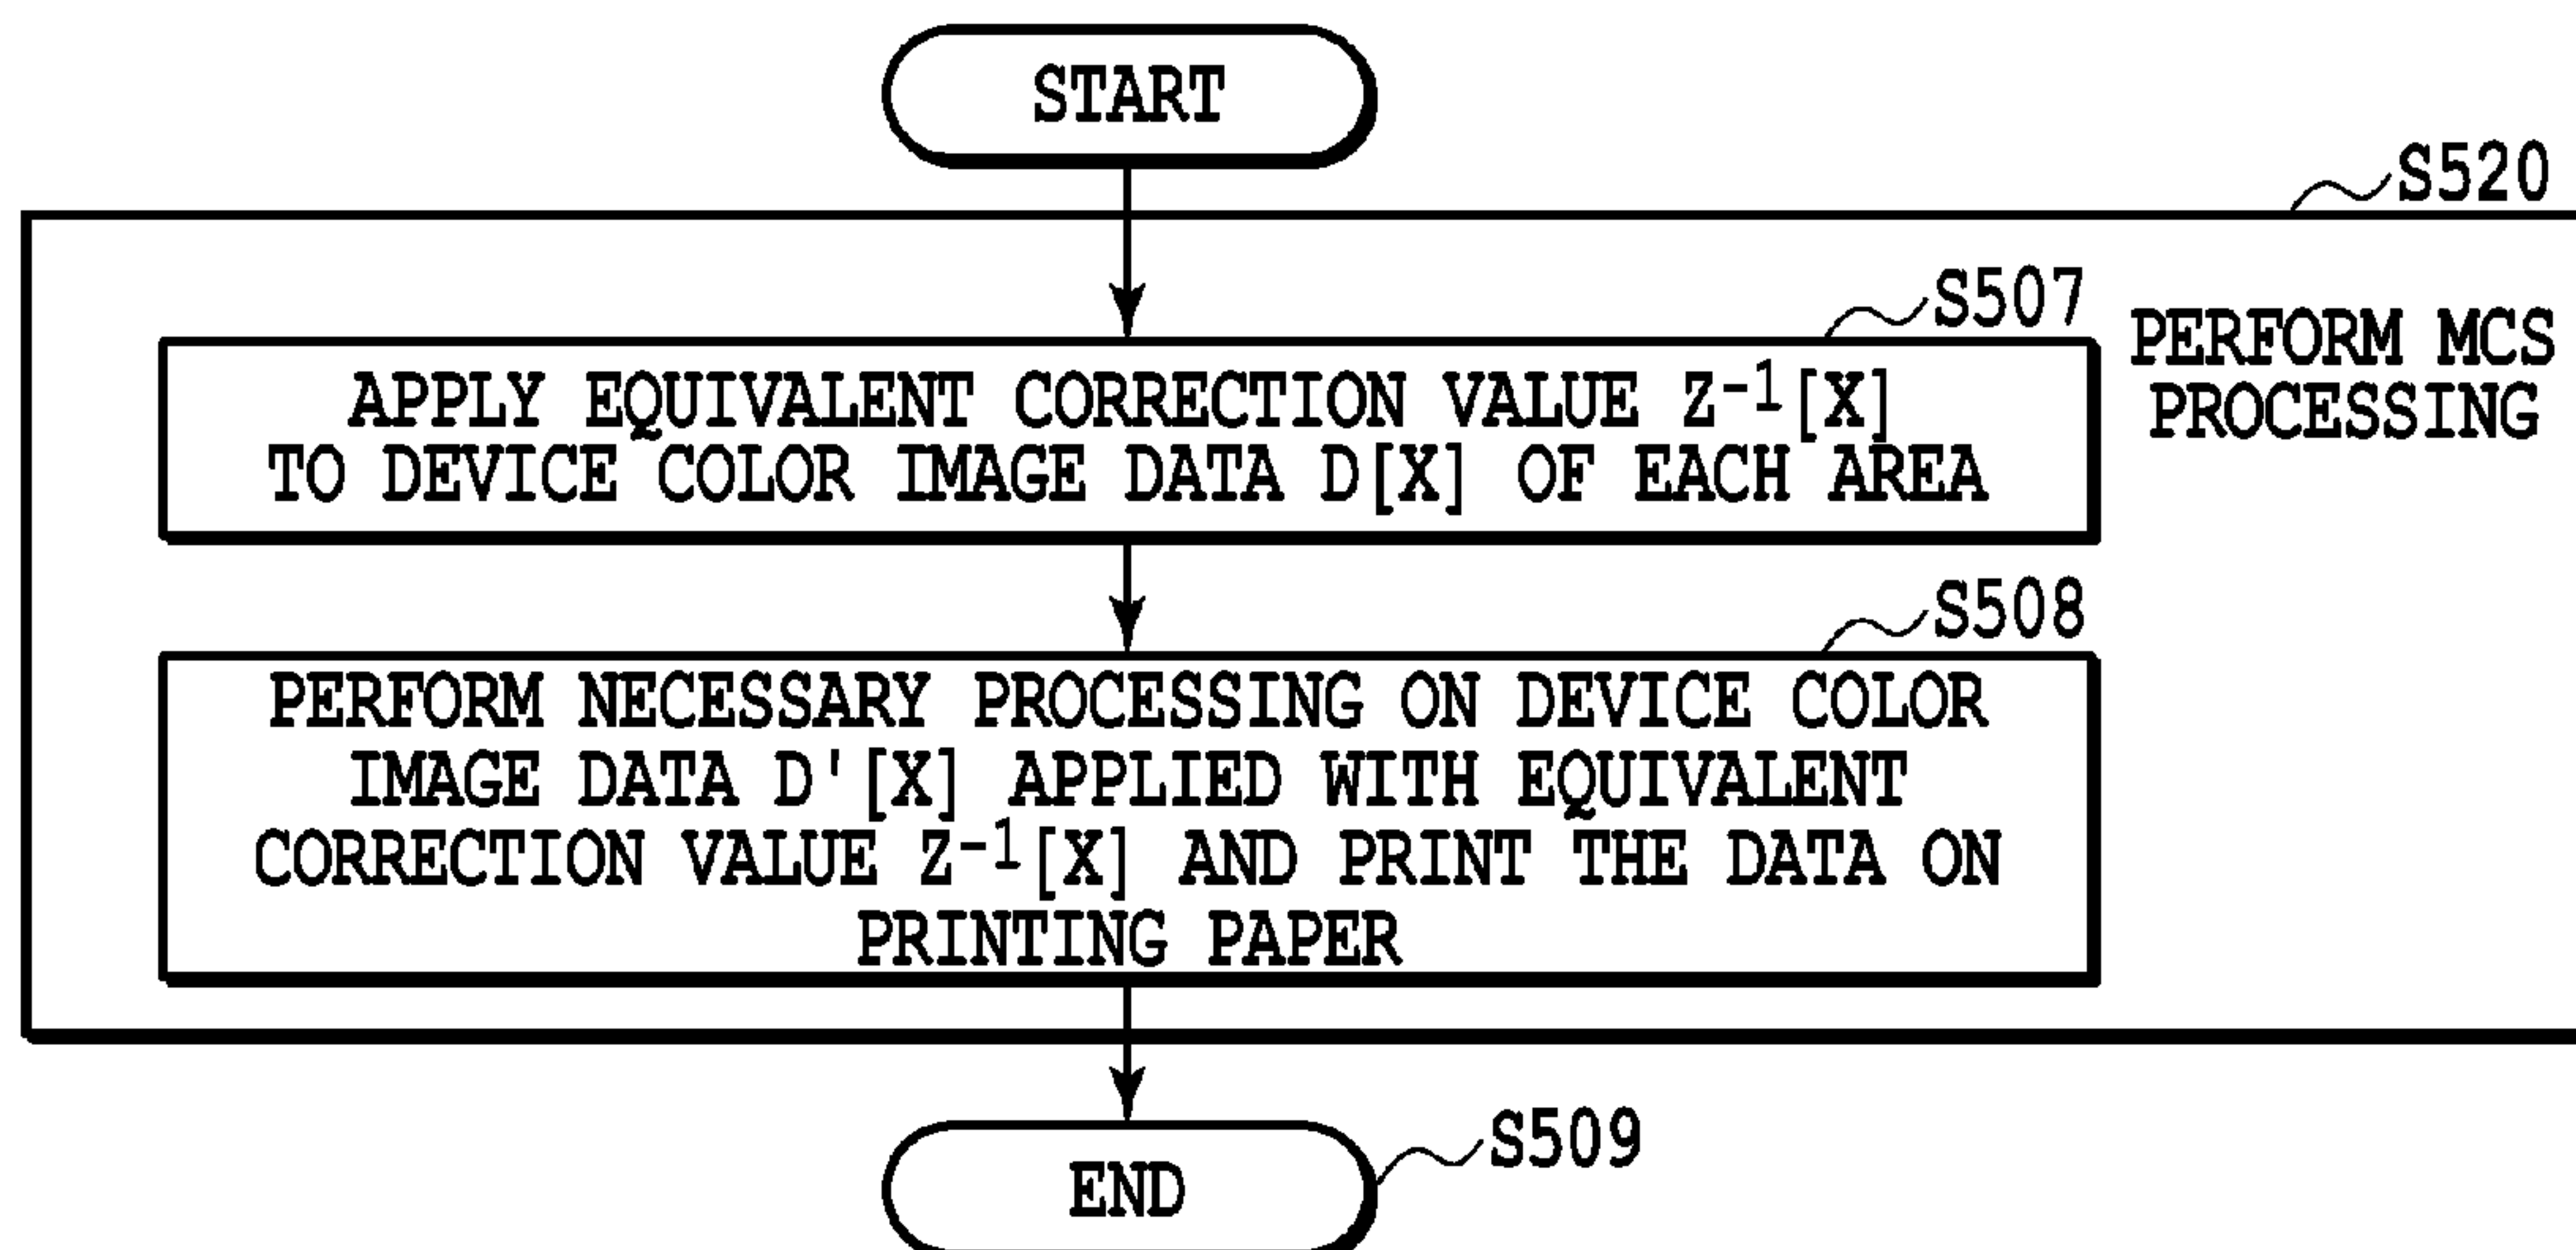 START
S520
S507
PERFORM MCS
PROCESSING
APPLY EQUIVALENT CORRECTION VALUE Z⁻¹[X]
TO DEVICE COLOR IMAGE DATA D[X] OF EACH AREA
S508
PERFORM NECESSARY PROCESSING ON DEVICE COLOR
IMAGE DATA D'[X] APPLIED WITH EQUIVALENT
CORRECTION VALUE Z⁻¹[X] AND PRINT THE DATA ON
PRINTING PAPER
S509
END